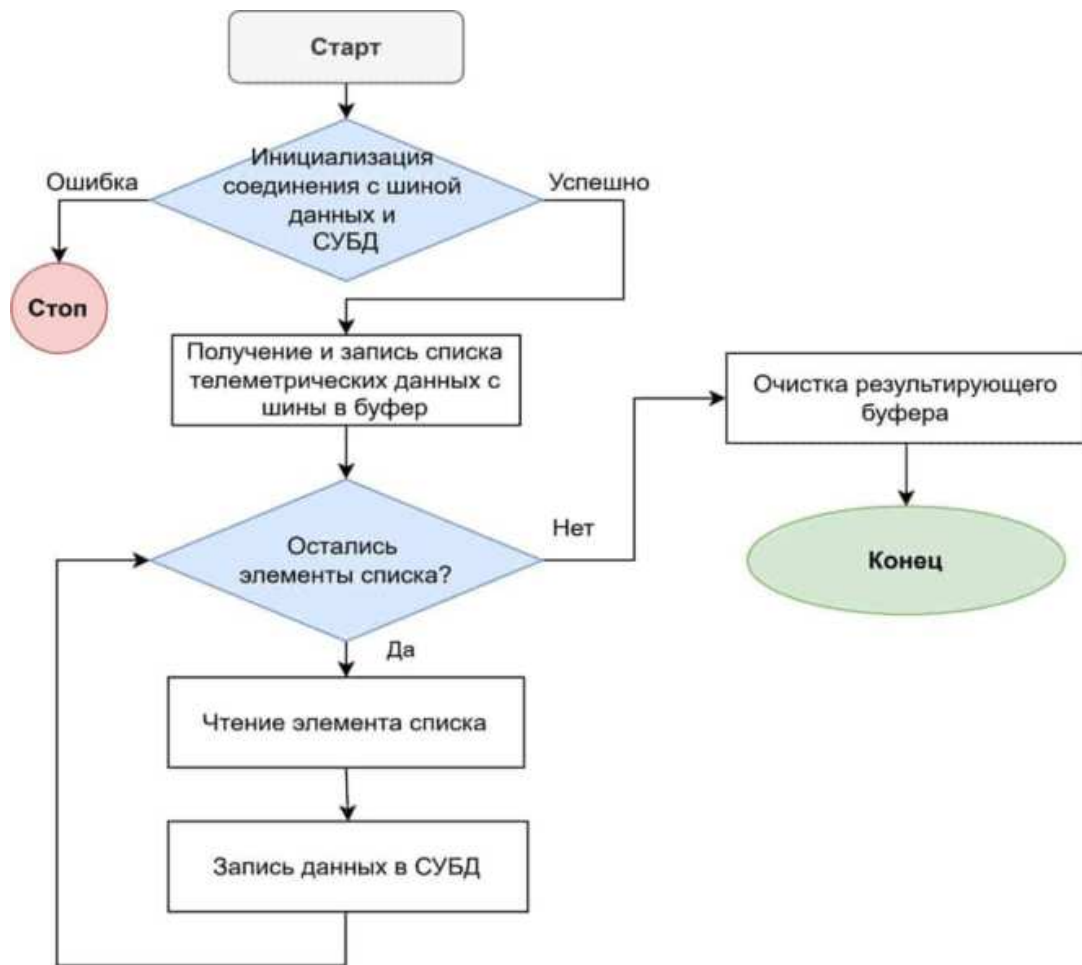 Старт
Инициализация
соединения с шиной
данных и
СУБД
Ошибка
Успешно
Стоп
Получение и запись списка
телеметрических данных с
шины в буфер
Очистка результирующего
буфера
Остались
элементы списка?
Нет
Конец
Да
Чтение элемента списка
Запись данных в СУБД